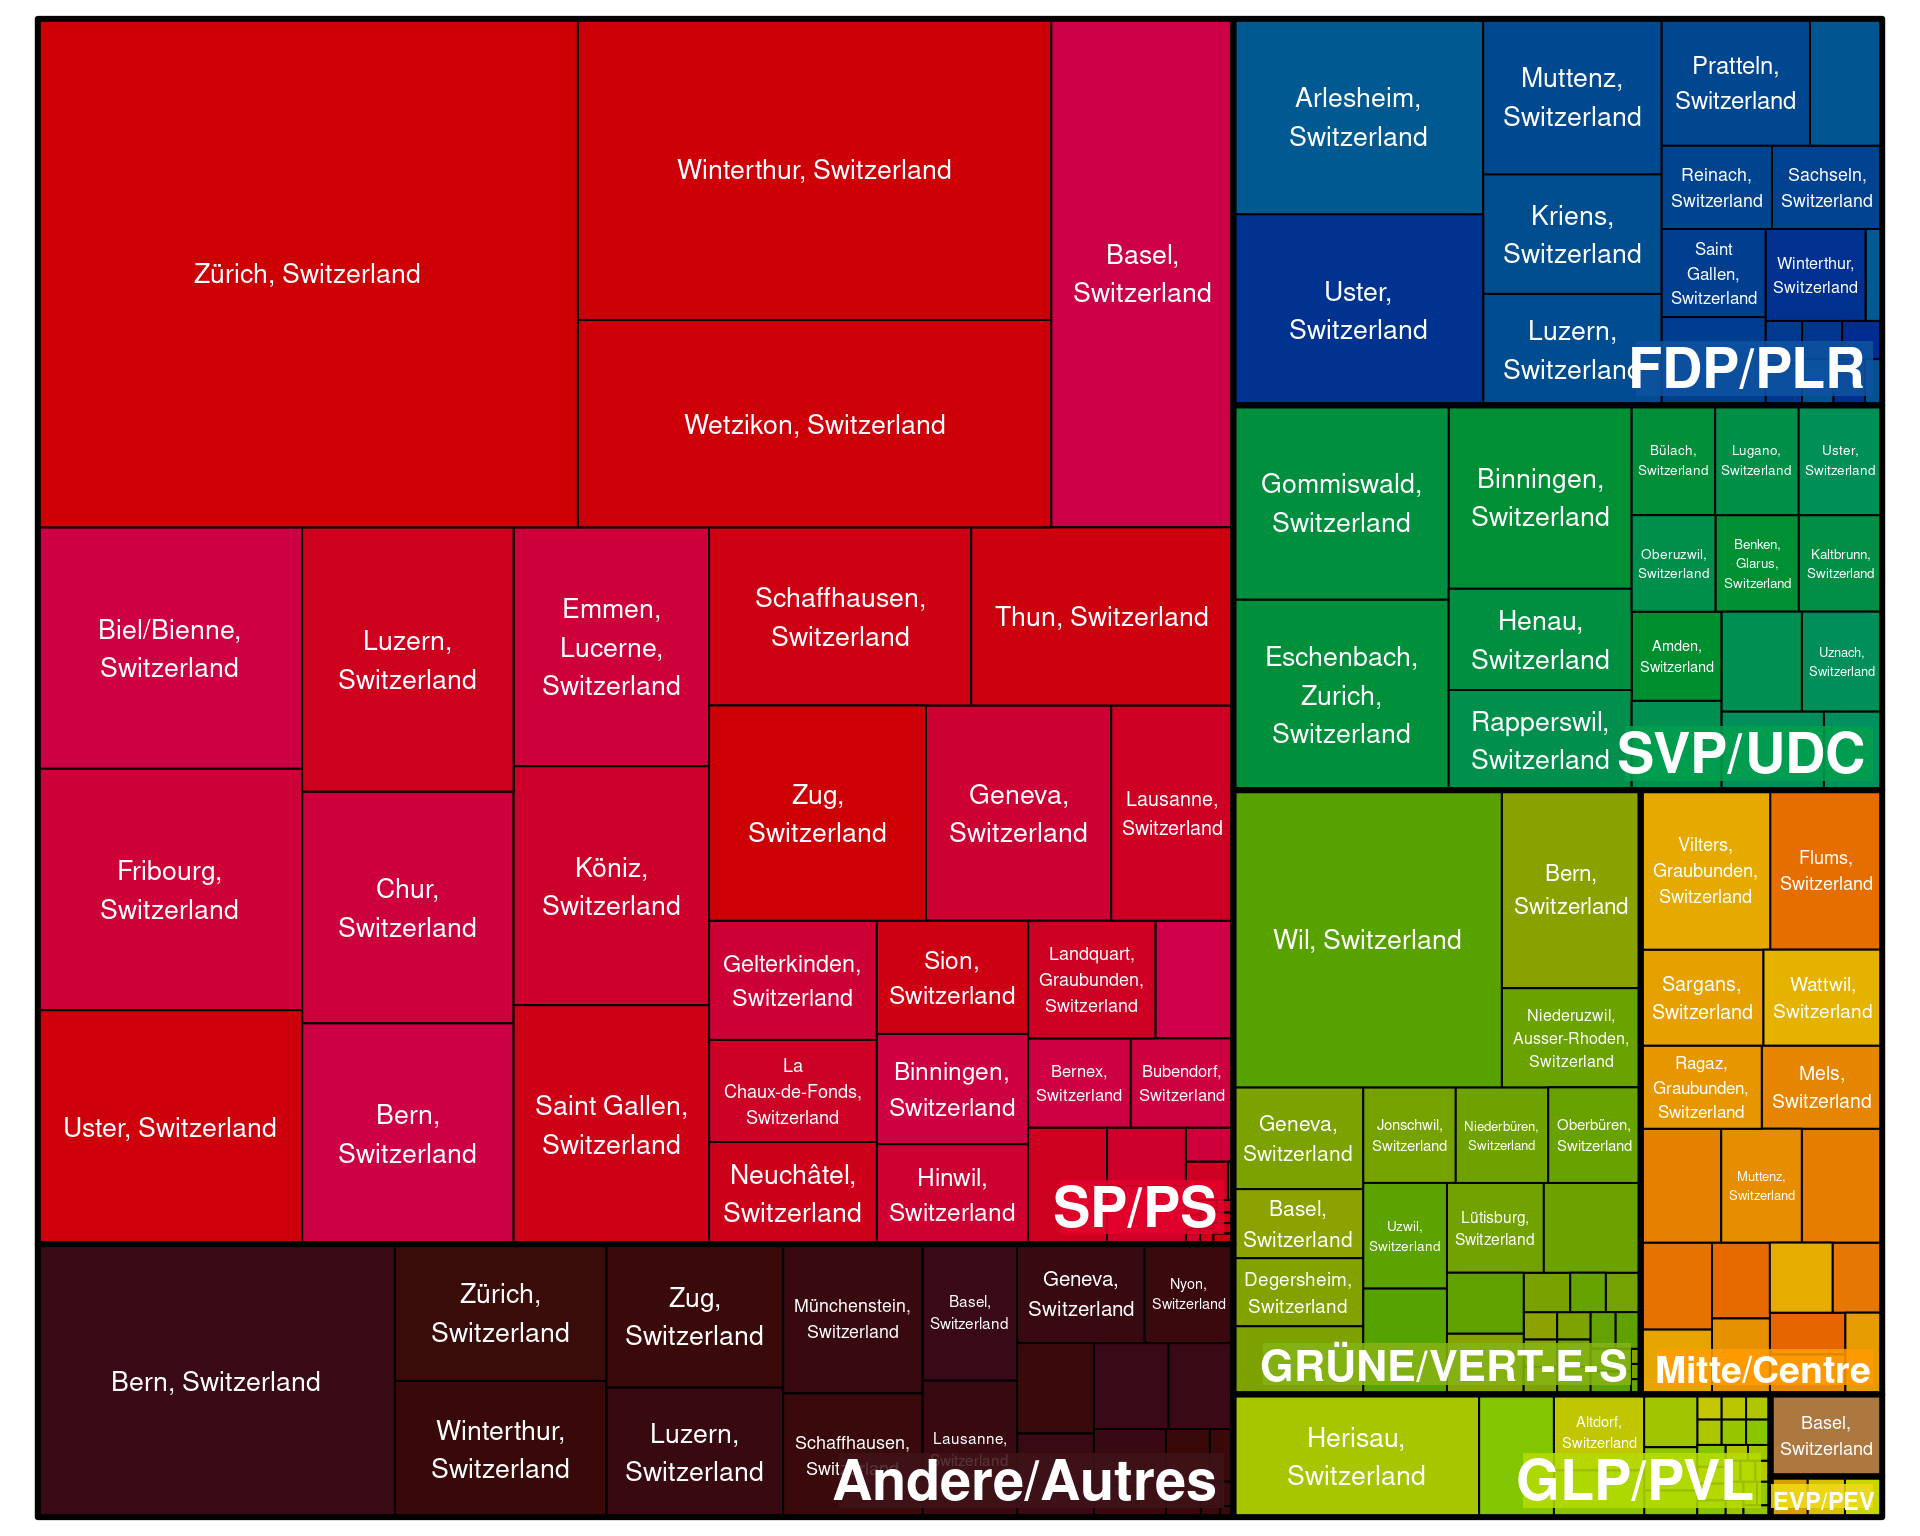 Zürich, Switzerland
Winterthur, Switzerland
Wetzikon, Switzerland
Basel,
Switzerland
Biel/Bienne,
Switzerland
Fribourg,
Switzerland
Uster, Switzerland
Luzern,
Switzerland
Chur,
Switzerland
Bern,
Switzerland
Emmen,
Lucerne,
Switzerland
Köniz,
Switzerland
Saint Gallen,
Switzerland
Schaffhausen,
Switzerland
Thun, Switzerland
Zug,
Switzerland
Geneva,
Switzerland
Lausanne,
Switzerland
Gelterkinden,
Switzerland
La
Chaux-de-Fonds,
Switzerland
Neuchâtel,
Switzerland
Sion,
Switzerland
Binningen,
Switzerland
Hinwil,
Switzerland
Landquart,
Graubunden,
Switzerland
Bernex,
Switzerland
Bubendorf,
Switzerland
SP/PS
Bern, Switzerland
Zürich,
Switzerland
Winterthur,
Switzerland
Zug,
Switzerland
Luzern,
Switzerland
Münchenstein,
Switzerland
Schaffhausen,
Switzerland
Basel,
Switzerland
Lausanne,
Switzerland
Geneva,
Switzerland
Nyon,
Switzerland
Andere/Autres
Arlesheim,
Switzerland
Uster,
Switzerland
Muttenz,
Switzerland
Kriens,
Switzerland
Luzern,
Switzerland
Pratteln,
Switzerland
Reinach,
Switzerland
Sachseln,
Switzerland
Saint
Gallen,
Switzerland
Winterthur,
Switzerland
FDP/PLR
Gommiswald,
Switzerland
Eschenbach,
Zurich,
Switzerland
Binningen,
Switzerland
Henau,
Switzerland
Rapperswil,
Switzerland
Bülach,
Switzerland
Lugano,
Switzerland
Uster,
Switzerland
Oberuzwil,
Switzerland
Benken,
Glarus,
Switzerland
Kaltbrunn,
Switzerland
Amden,
Switzerland
Uznach,
Switzerland
SVP/UDC
Wil, Switzerland
Bern,
Switzerland
Niederuzwil,
Ausser-Rhoden,
Switzerland
Geneva,
Switzerland
Basel,
Switzerland
Degersheim,
Switzerland
Jonschwil,
Switzerland
Niederbüren,
Switzerland
Oberbüren,
Switzerland
Uzwil,
Switzerland
Lütisburg,
Switzerland
GRÜNE/VERT-E-S
Vilters,
Graubunden,
Switzerland
Flums,
Switzerland
Sargans,
Switzerland
Wattwil,
Switzerland
Ragaz,
Graubunden,
Switzerland
Mels,
Switzerland
Muttenz,
Switzerland
Mitte/Centre
Herisau,
Switzerland
Altdorf,
Switzerland
GLP/PVL
Basel,
Switzerland
EVP/PEV